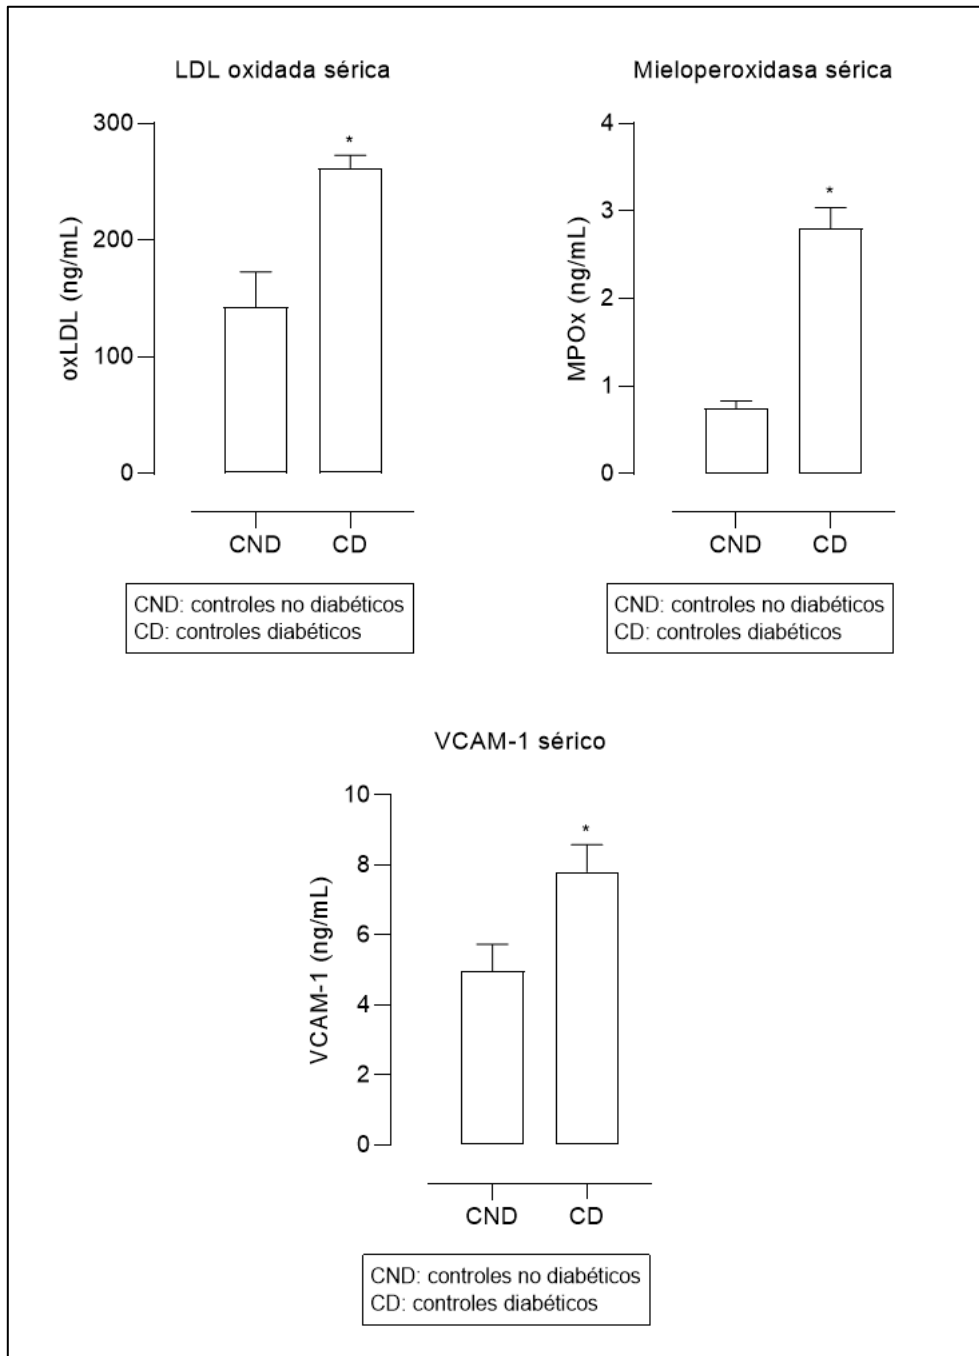 LDL oxidada sérica
300
200
100
0
oxLDL (ng/mL)
*
CND
CD
CND: controles no diabéticos
CD: controles diabéticos
Mieloperoxidasa sérica
4
3
2
1
0
MPOx (ng/mL)
*
CND
CD
CND: controles no diabéticos
CD: controles diabéticos
VCAM-1 sérico
10
8
6
4
2
0
VCAM-1 (ng/mL)
*
CND
CD
CND: controles no diabéticos
CD: controles diabéticos